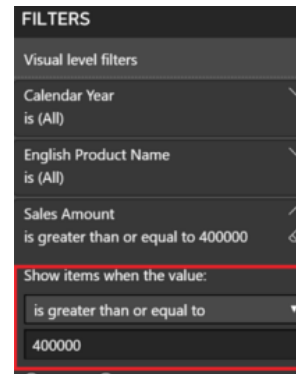 FILTERS
Visual level filters
Calendar Year
is (All)
English Product Name
is (All)
Sales Amount
is greater than or equal to 400000
Show items when the value:
is greater than or equal to
400000